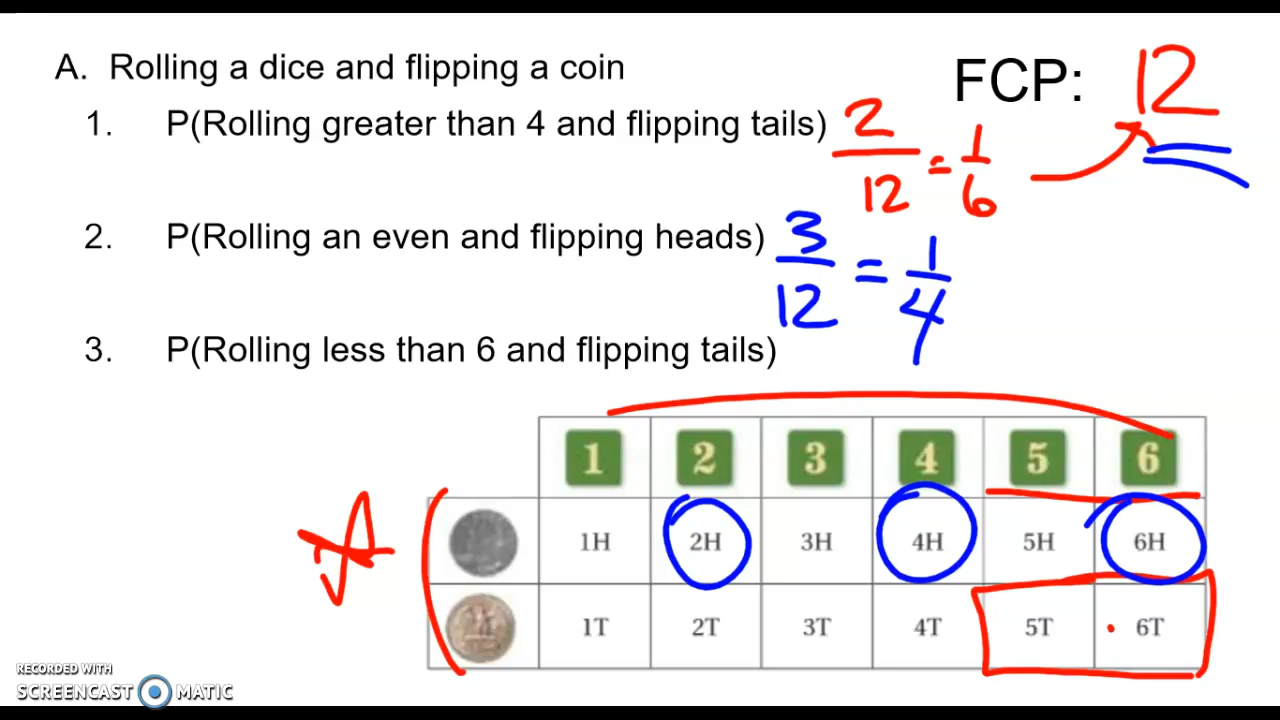 A. Rolling a dice and flipping a coin
FCP: 12
1. P(Rolling greater than 4 and flipping tails) 2/12 = 1/6
2. P(Rolling an even and flipping heads) 3/12 = 1/4
3. P(Rolling less than 6 and flipping tails)
1 2 3 4 5 6
1H 2H 3H 4H 5H 6H
1T 2T 3T 4T 5T 6T
RECORDED WITH
SCREENCAST MATIC